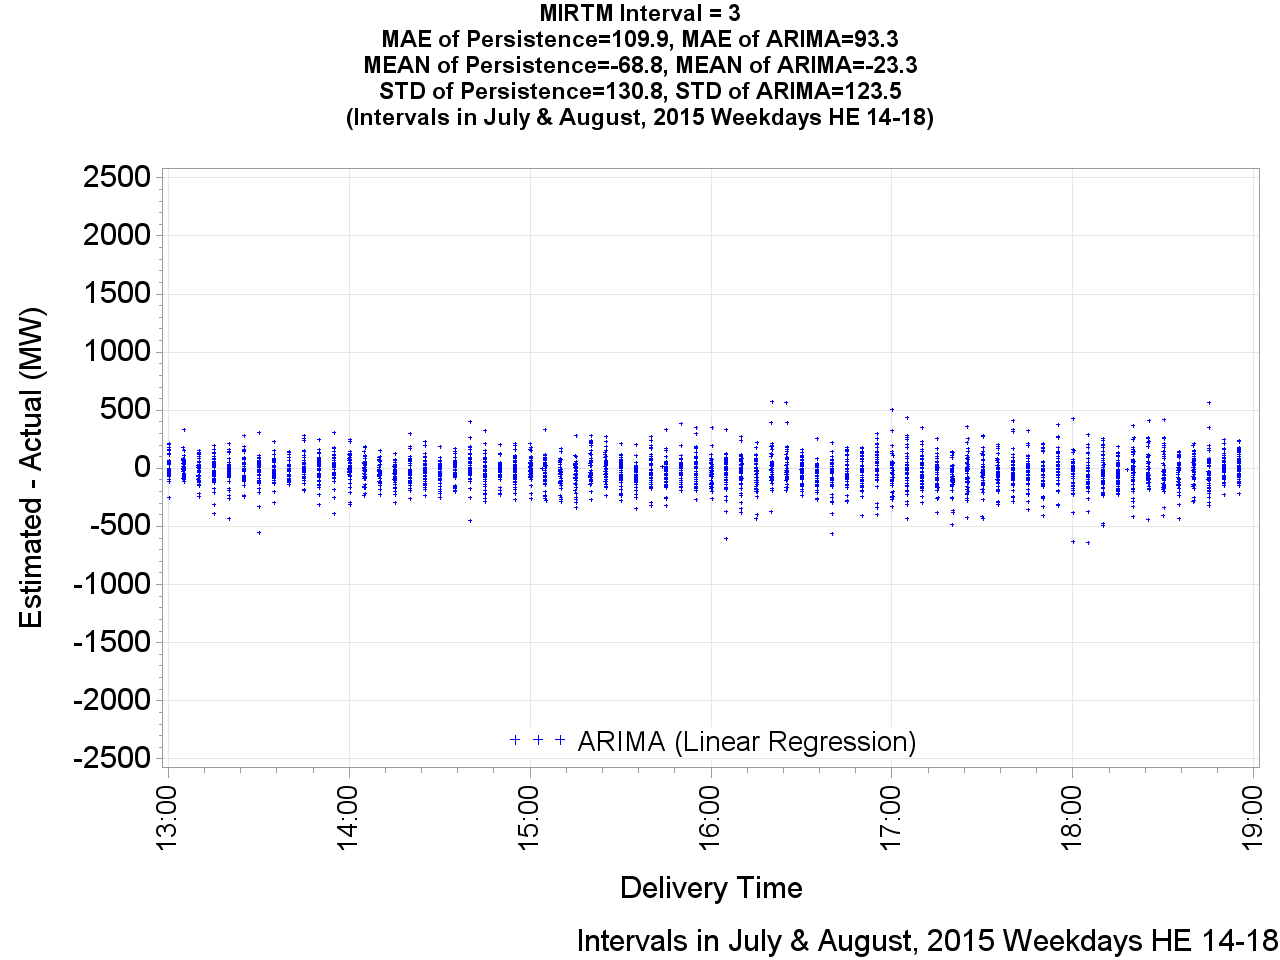 MIRTM Interval = 3
MAE of Persistence=109.9, MAE of ARIMA=93.3
MEAN of Persistence=-68.8, MEAN of ARIMA=-23.3
STD of Persistence=130.8, STD of ARIMA=123.5
(Intervals in July & August, 2015 Weekdays HE 14-18)
Estimated - Actual (MW)
2500
2000
1500
1000
500
0
-500
-1000
-1500
-2000
-2500
ARIMA (Linear Regression)
13:00
14:00
15:00
16:00
17:00
18:00
19:00
Delivery Time
Intervals in July & August, 2015 Weekdays HE 14-18